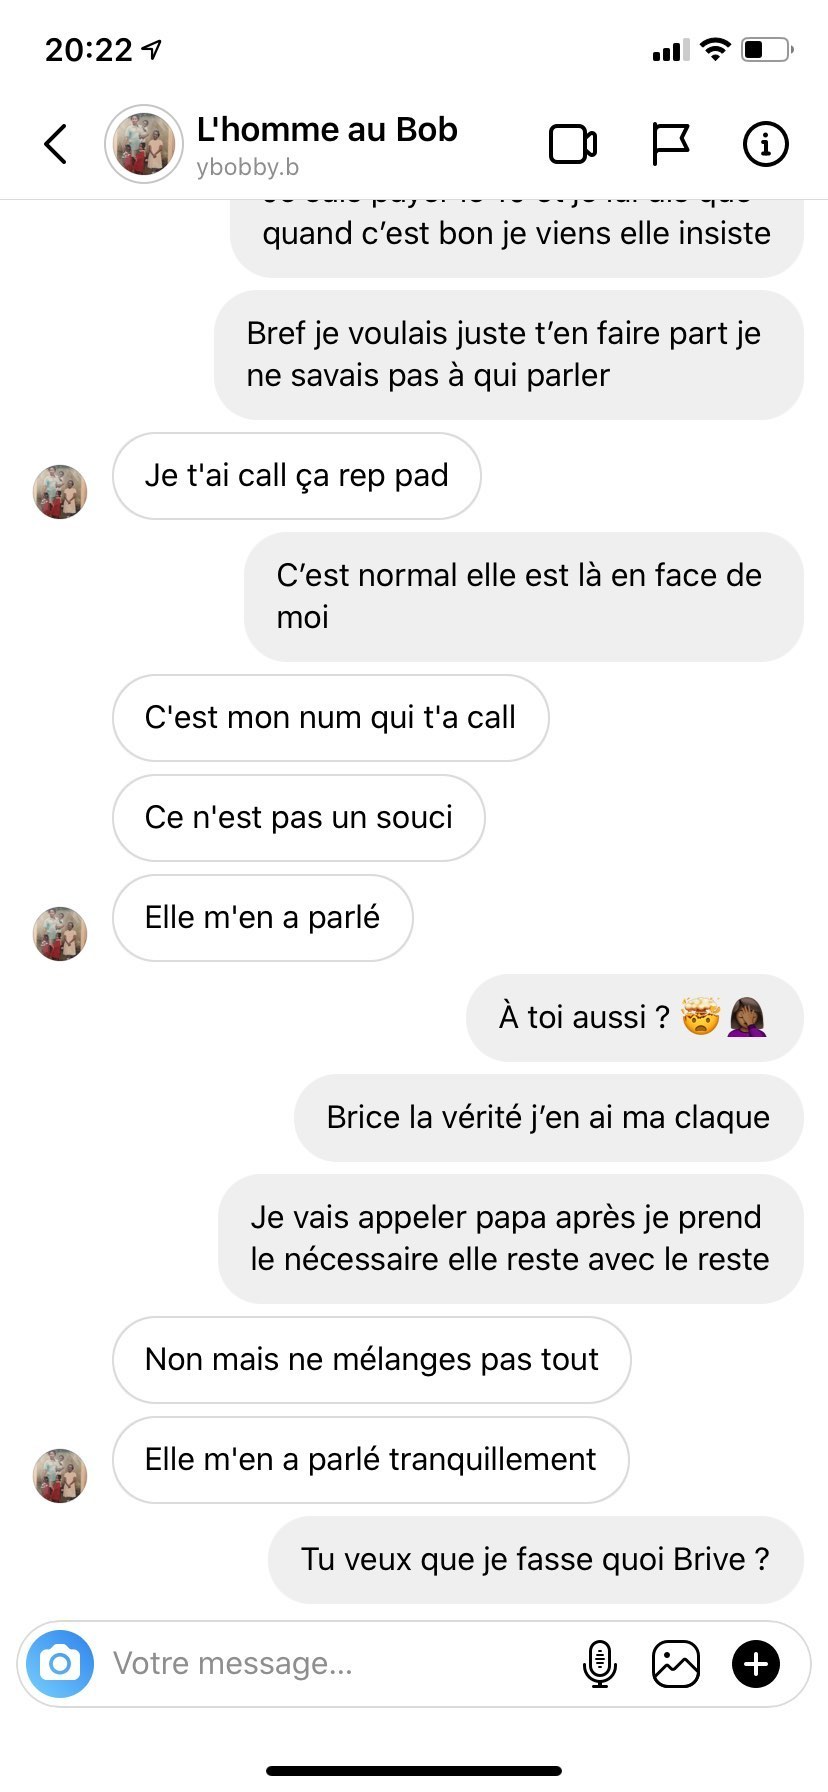 20:22
L'homme au Bob
ybobby.b
quand c’est bon je viens elle insiste
Bref je voulais juste t’en faire part je
ne savais pas à qui parler
Je t'ai call ça rep pad
C’est normal elle est là en face de
moi
C'est mon num qui t'a call
Ce n'est pas un souci
Elle m'en a parlé
À toi aussi ? 🤯🤦🏾‍♀️
Brice la vérité j’en ai ma claque
Je vais appeler papa après je prend
le nécessaire elle reste avec le reste
Non mais ne mélanges pas tout
Elle m'en a parlé tranquillement
Tu veux que je fasse quoi Brive ?
Votre message...